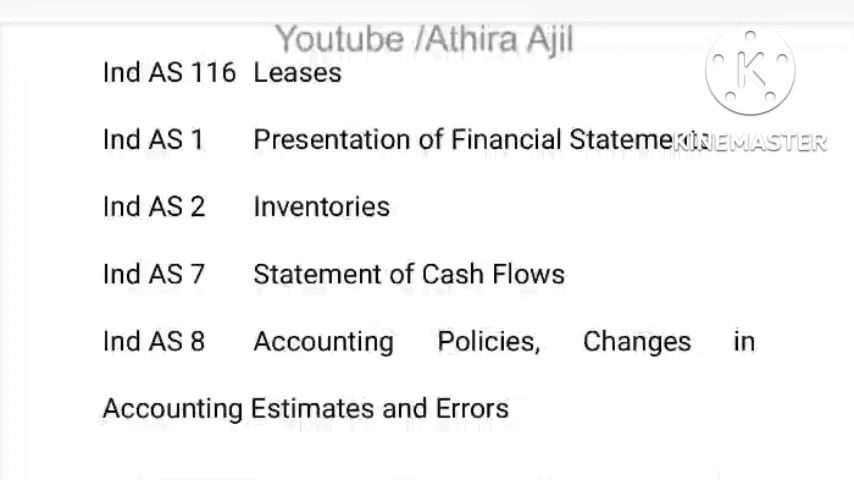 Youtube /Athira Ajil
Ind AS 116 Leases
Ind AS 1 Presentation of Financial Statements
KINEMASTER
Ind AS 2 Inventories
Ind AS 7 Statement of Cash Flows
Ind AS 8 Accounting Policies, Changes in
Accounting Estimates and Errors